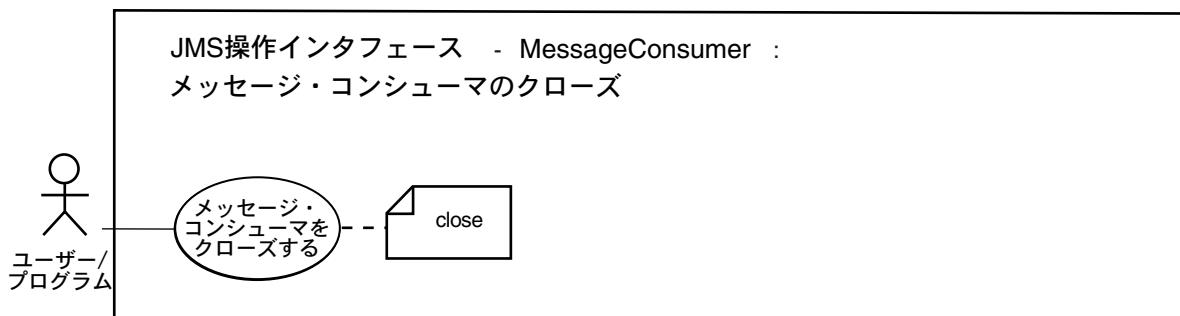 JMS操作インタフェース - MessageConsumer :
メッセージ・コンシューマのクローズ
メッセージ・
コンシューマを
クローズする
close
ユーザー/
プログラム